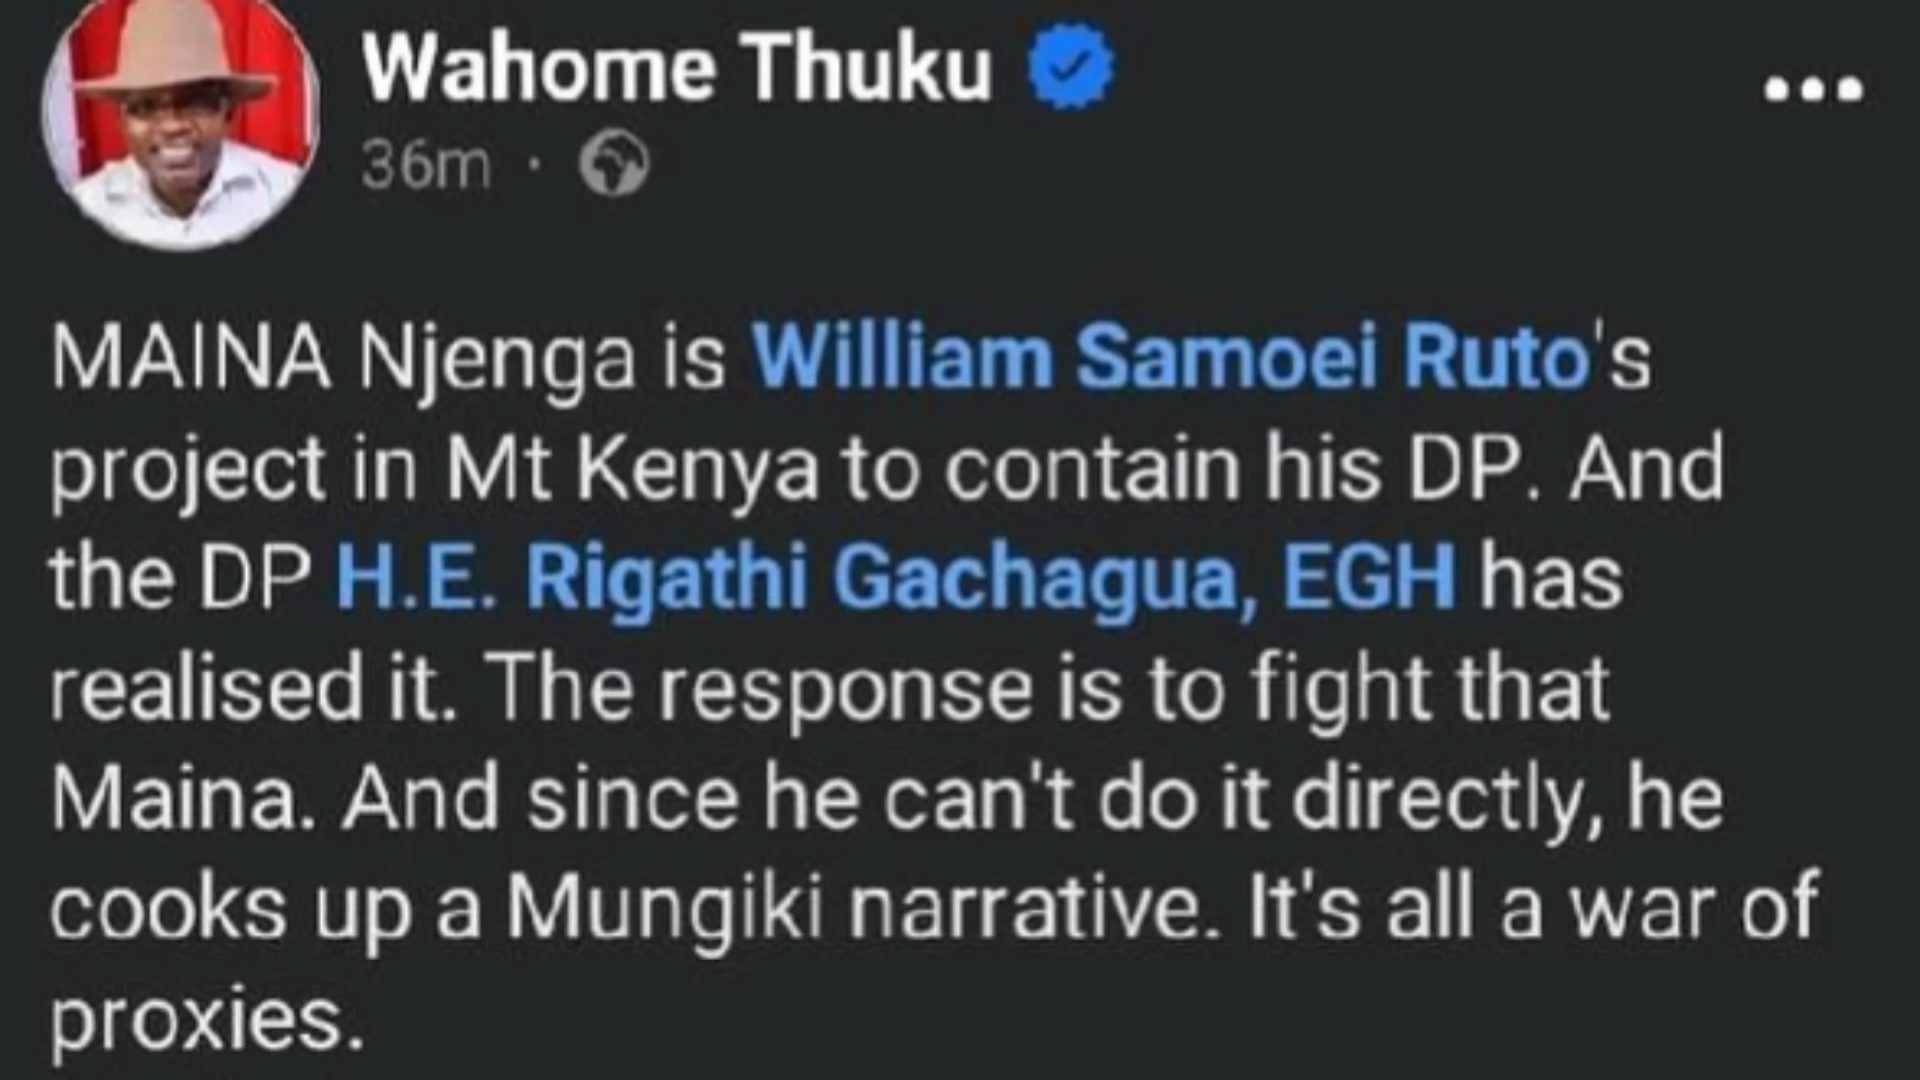 Wahome Thuku
36m ·
MAINA Njenga is William Samoei Ruto's
project in Mt Kenya to contain his DP. And
the DP H.E. Rigathi Gachagua, EGH has
realised it. The response is to fight that
Maina. And since he can't do it directly, he
cooks up a Mungiki narrative. It's all a war of
proxies.